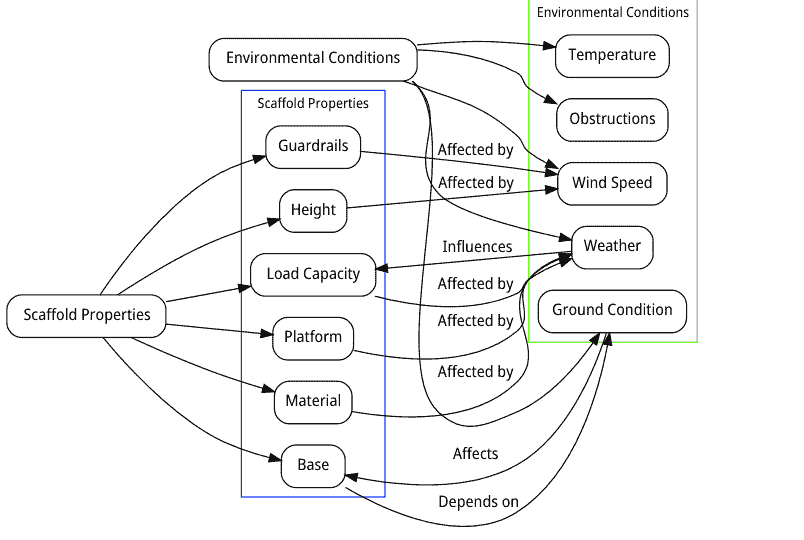 Environmental Conditions
Environmental Conditions
Temperature
Scaffold Properties
Obstructions
Guardrails
Affected by
Wind Speed
Affected by
Height
Influences
Weather
Load Capacity
Affected by
Ground Condition
Scaffold Properties
Affected by
Platform
Affected by
Material
Affects
Base
Depends on